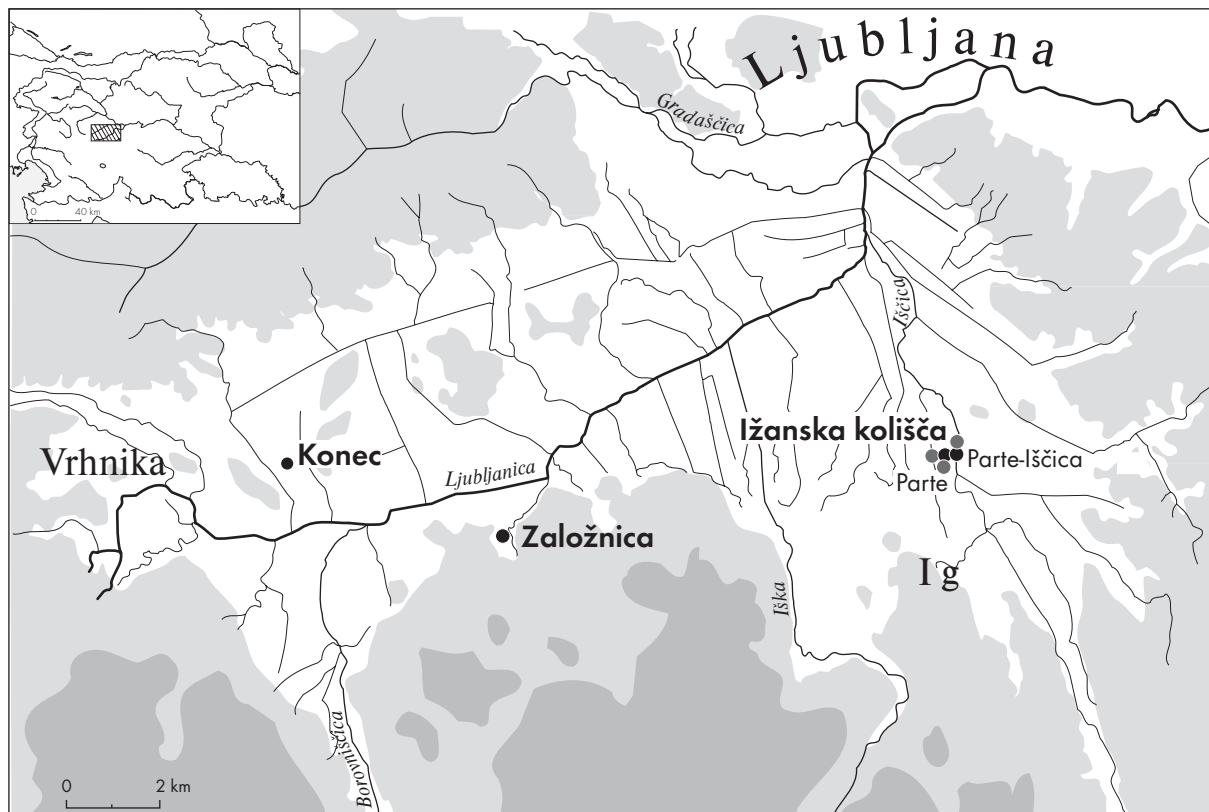 Ljubljana
Gradaščica
0 40 km
Iščica
Ižanska kolišča
Parte-Iščica
Parte
Konec
Vrhnika
Ljubljanica
Založnica
Ig
Iška
Borovniščica
0 2 km